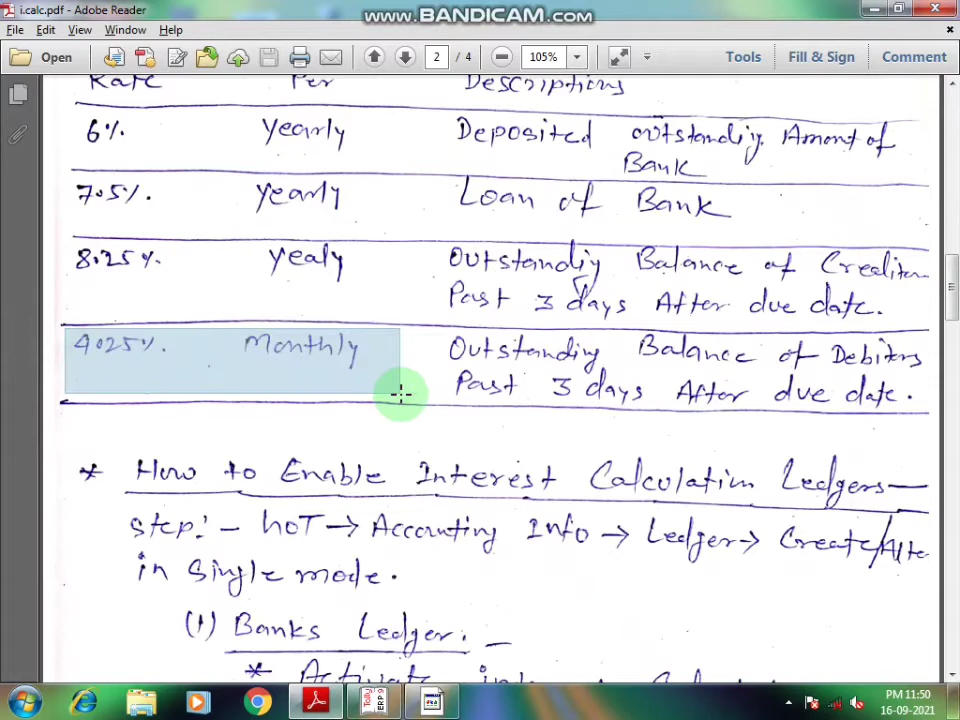 i.calc.pdf - Adobe Reader
www.BANDICAM.com
File Edit View Window Help
Open 2 / 4 105% Tools Fill & Sign Comment
Rate Per Descriptions
6%. Yearly Deposited outstanding Amount of
Bank
7.5%. Yearly Loan of Bank
8.25%. Yealy Outstanding Balance of Creditors
Past 3 days After due date.
4.25%. Monthly Outstanding Balance of Debitors
Past 3 days After due date.
* How to Enable Interest Calculation Ledgers—
Step:- hoT → Accounting Info → Ledger → Create/Alte
in single mode.
(1) Banks Ledger: —
* Activate
PM 11:50
16-09-2021